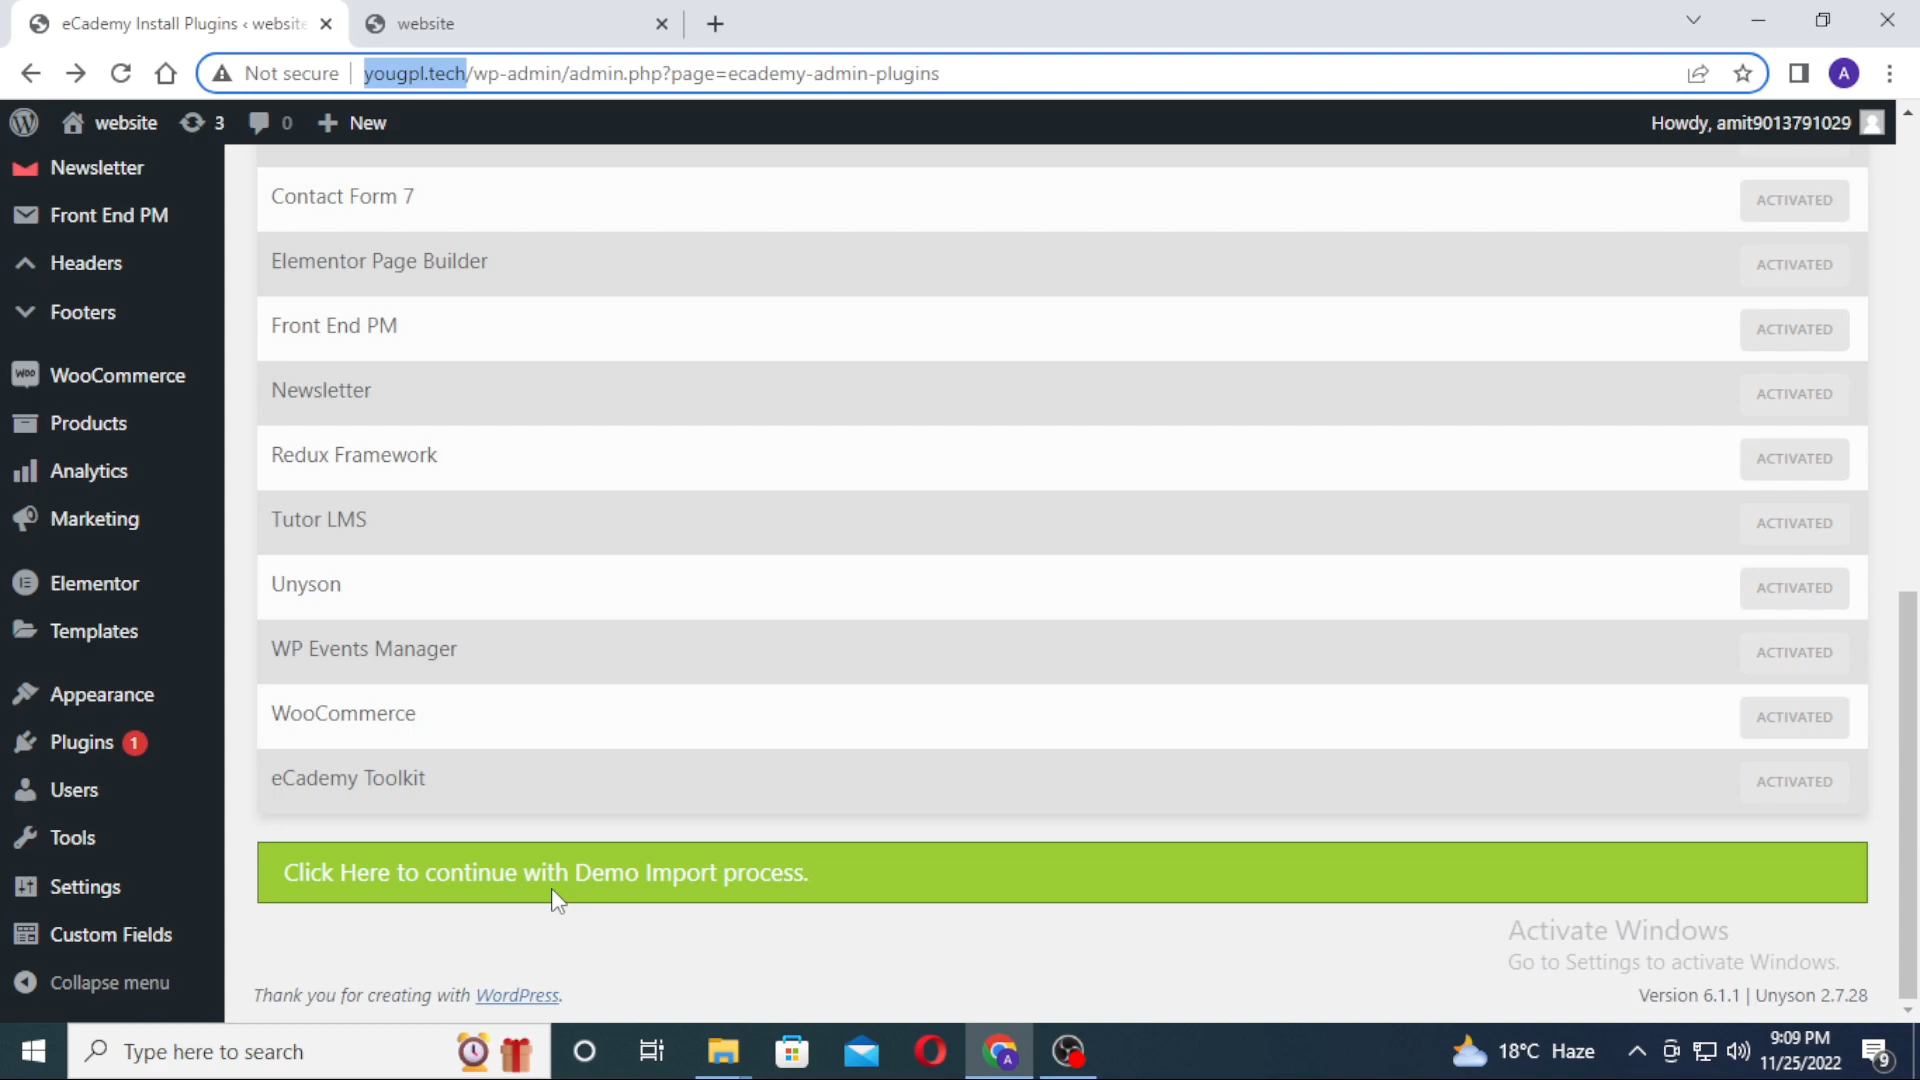 eCademy Install Plugins ‹ website
website
Not secure
yougpl.tech/wp-admin/admin.php?page=ecademy-admin-plugins
A
website
3
0
New
Howdy, amit9013791029
Newsletter
Front End PM
Headers
Footers
WooCommerce
Products
Analytics
Marketing
Elementor
Templates
Appearance
Plugins 1
Users
Tools
Settings
Custom Fields
Collapse menu
Contact Form 7 ACTIVATED
Elementor Page Builder ACTIVATED
Front End PM ACTIVATED
Newsletter ACTIVATED
Redux Framework ACTIVATED
Tutor LMS ACTIVATED
Unyson ACTIVATED
WP Events Manager ACTIVATED
WooCommerce ACTIVATED
eCademy Toolkit ACTIVATED
Click Here to continue with Demo Import process.
Activate Windows
Go to Settings to activate Windows.
Thank you for creating with WordPress.
Version 6.1.1 | Unyson 2.7.28
Type here to search
18°C Haze
9:09 PM
11/25/2022
9